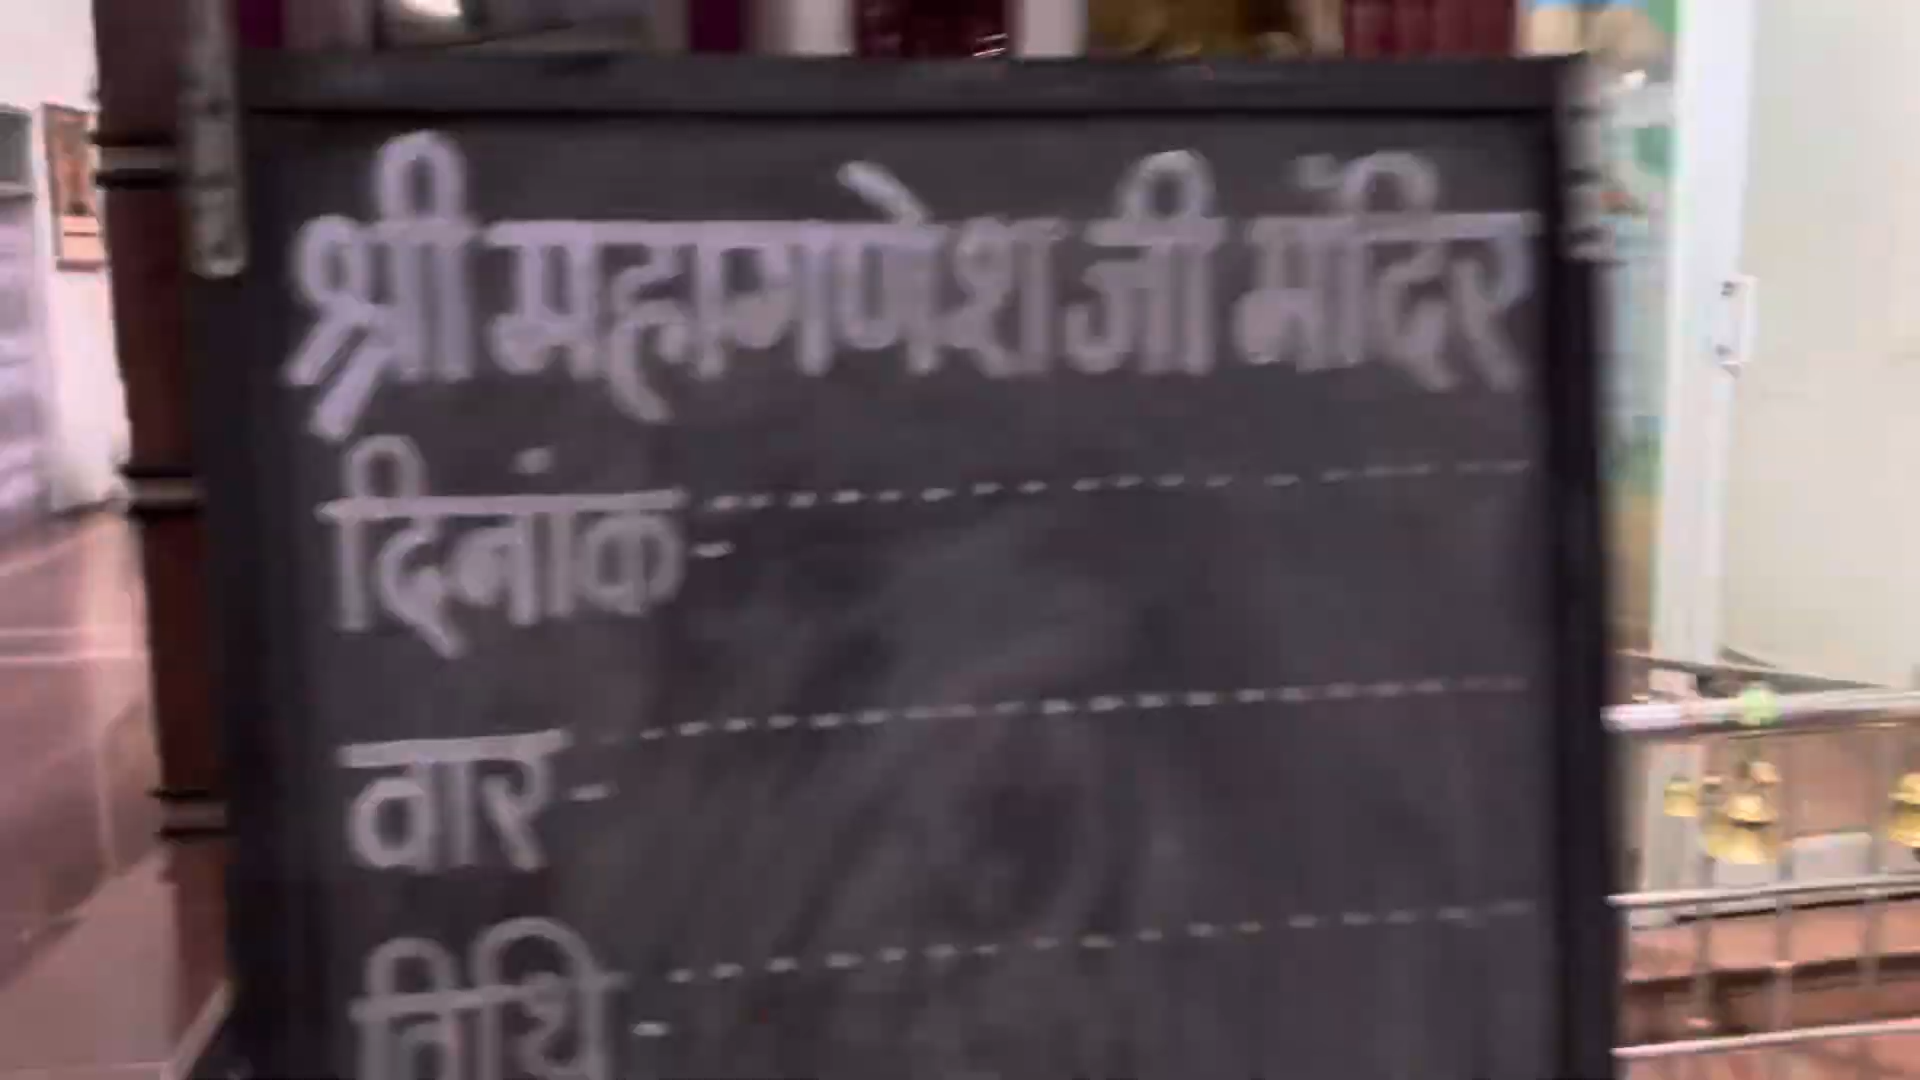 श्री महागणेश जी मंदिर
दिनांक-
वार-
तिथि-